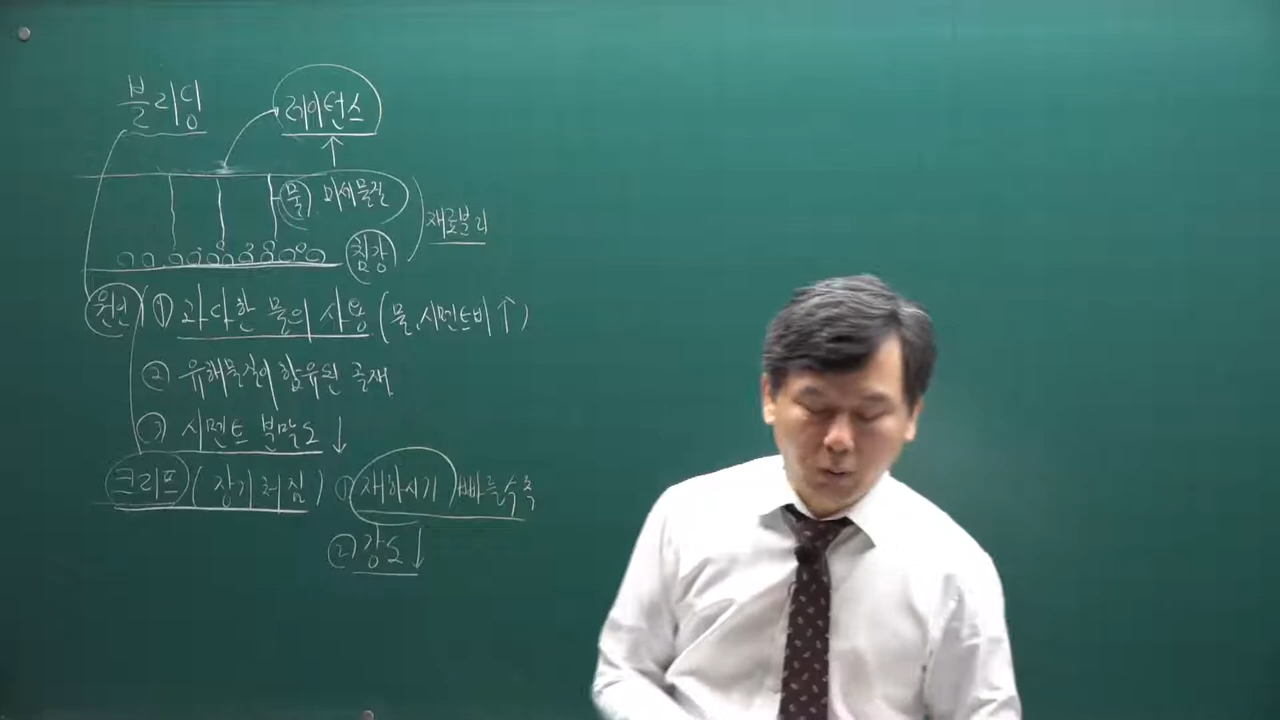 블리딩 레이턴스
물 미세물질
침강 재료분리
원인 ① 과다한 물의 사용 (물.시멘트비↑)
② 유해물질이 함유된 골재
③ 시멘트 분말도↓
크리프 (장기처짐) ① 재하시기 빠를수록
② 강도↓